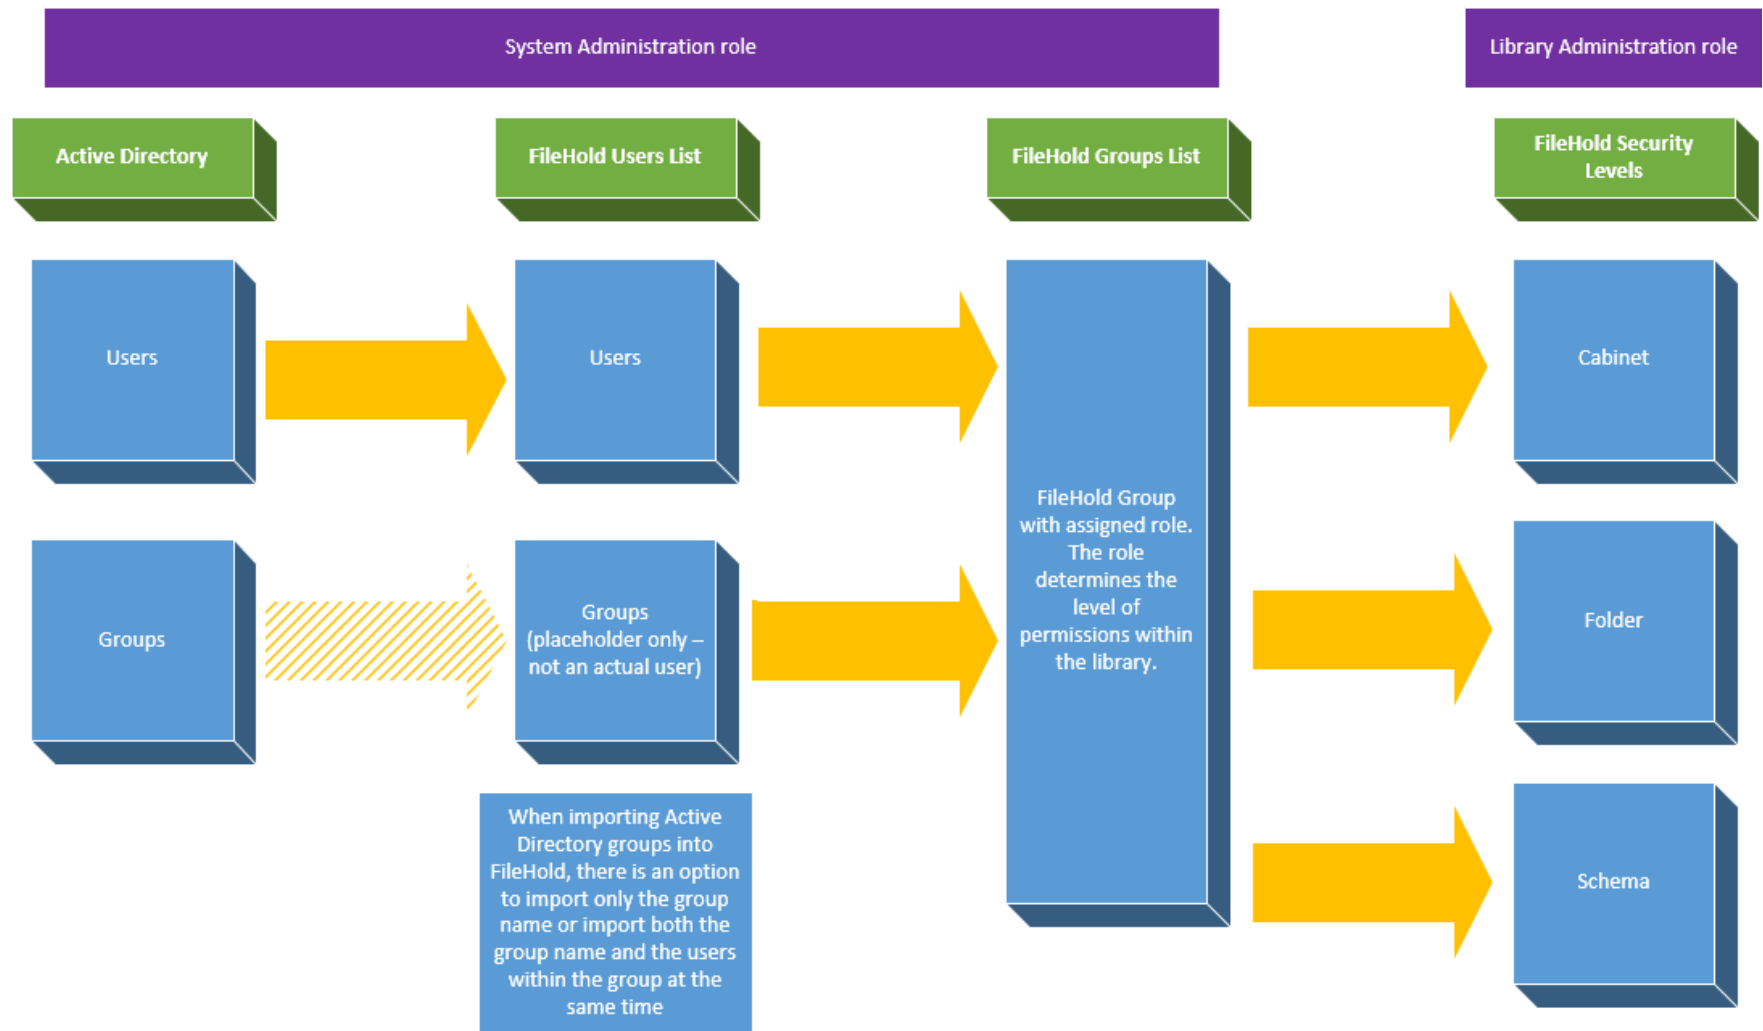 System Administration role
Library Administration role
Active Directory
FileHold Users List
FileHold Groups List
FileHold Security
Levels
Users
Users
Cabinet
FileHold Group
with assigned role.
The role
determines the
level of
permissions within
the library.
Groups
Groups
(placeholder only –
not an actual user)
Folder
When importing Active
Directory groups into
FileHold, there is an option
to import only the group
name or import both the
group name and the users
within the group at the
same time
Schema